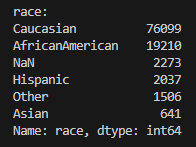 race:
Caucasian 76099
AfricanAmerican 19210
NaN 2273
Hispanic 2037
Other 1506
Asian 641
Name: race, dtype: int64